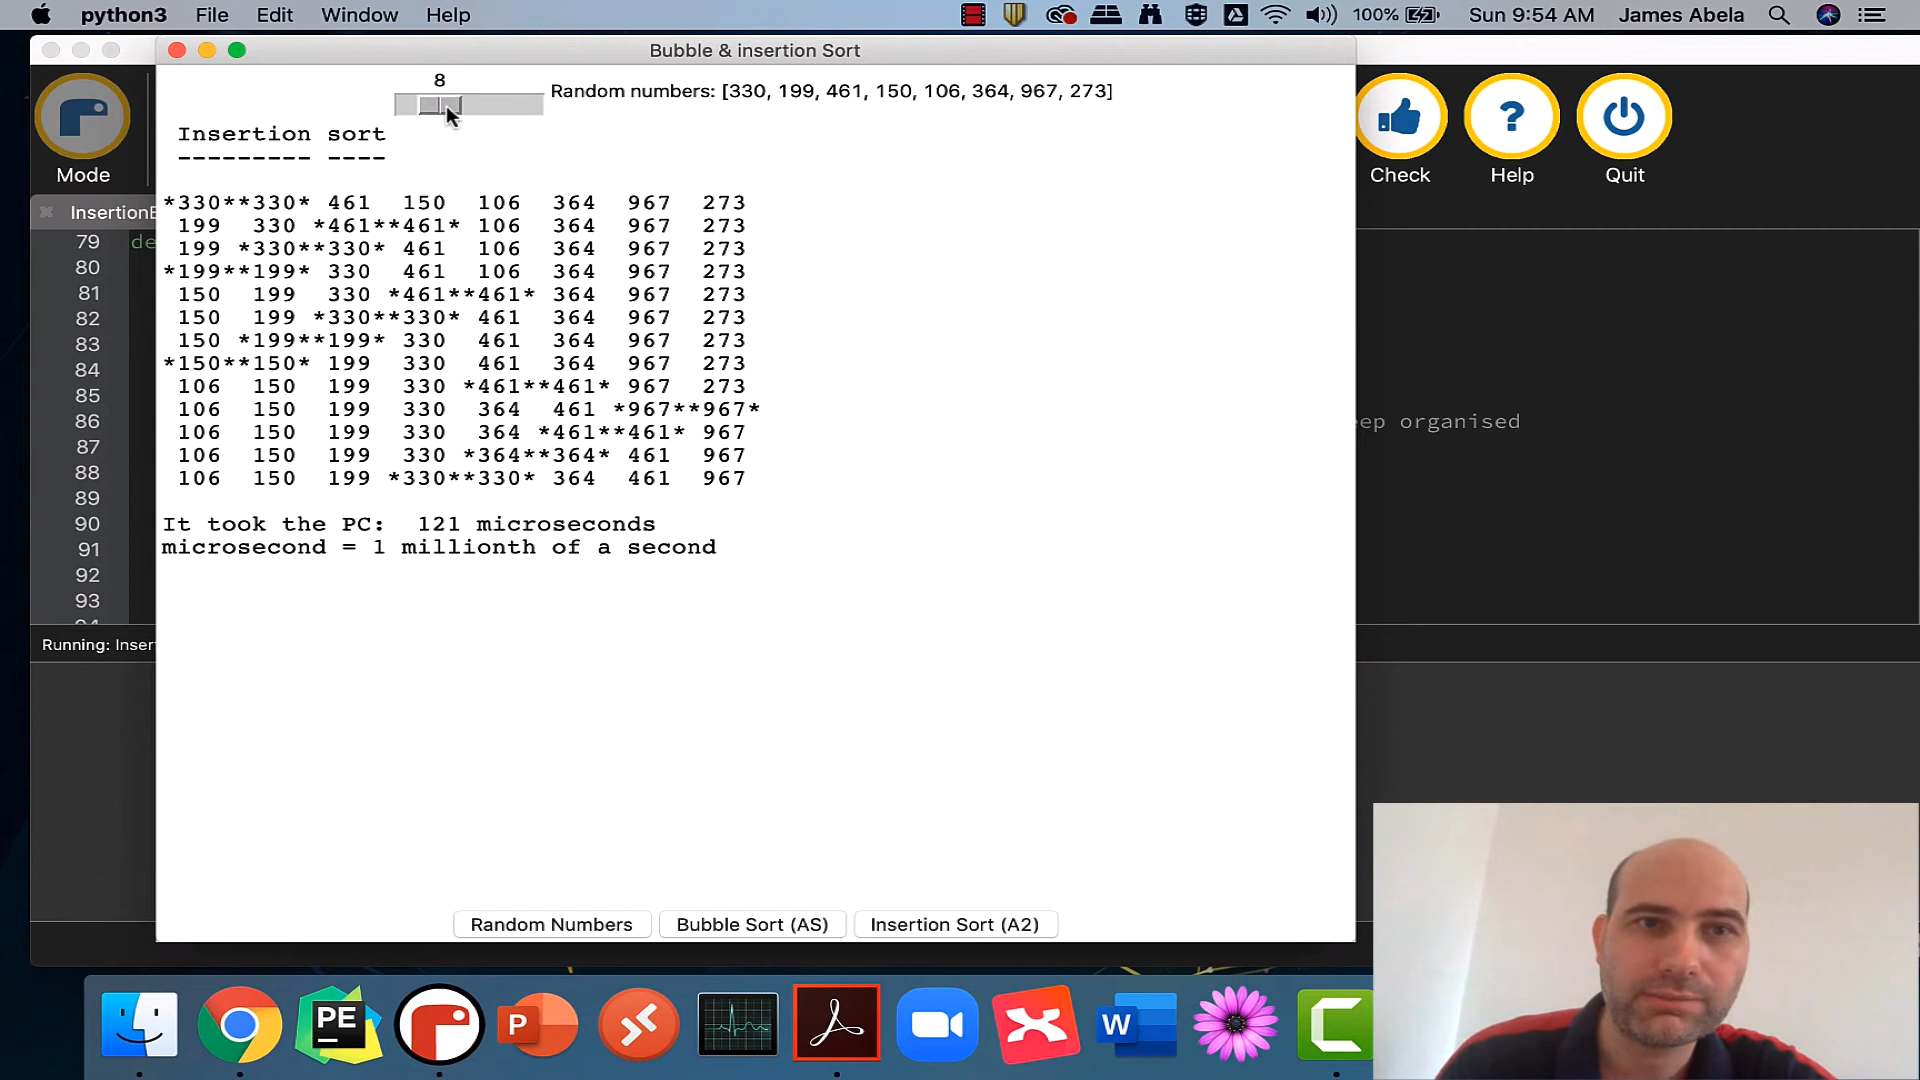 python3 File Edit Window Help 100% Sun 9:54 AM James Abela
Bubble & insertion Sort
8
Random numbers: [330, 199, 461, 150, 106, 364, 967, 273]
Insertion sort
--------- ----
*330**330* 461 150 106 364 967 273
199 330 *461**461* 106 364 967 273
199 *330**330* 461 106 364 967 273
*199**199* 330 461 106 364 967 273
150 199 330 *461**461* 364 967 273
150 199 *330**330* 461 364 967 273
150 *199**199* 330 461 364 967 273
*150**150* 199 330 461 364 967 273
106 150 199 330 *461**461* 967 273
106 150 199 330 364 461 *967**967*
106 150 199 330 364 *461**461* 967
106 150 199 330 *364**364* 461 967
106 150 199 *330**330* 364 461 967
It took the PC: 121 microseconds
microsecond = 1 millionth of a second
Random Numbers Bubble Sort (AS) Insertion Sort (A2)
Mode
Check Help Quit
?
79 de
80
81
82
83
84
85
86 eep organised
87
88
89
90
91
92
93
PE P W